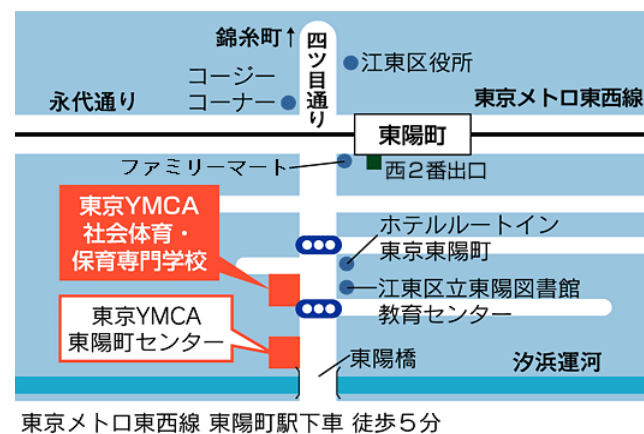 錦糸町↑
四ツ目通り
江東区役所
コージー
コーナー
永代通り
東京メトロ東西線
東陽町
ファミリーマート
西2番出口
東京YMCA
社会体育・
保育専門学校
ホテルルートイン
東京東陽町
江東区立東陽図書館
教育センター
東京YMCA
東陽町センター
東陽橋
汐浜運河
東京メトロ東西線 東陽町駅下車 徒歩5分